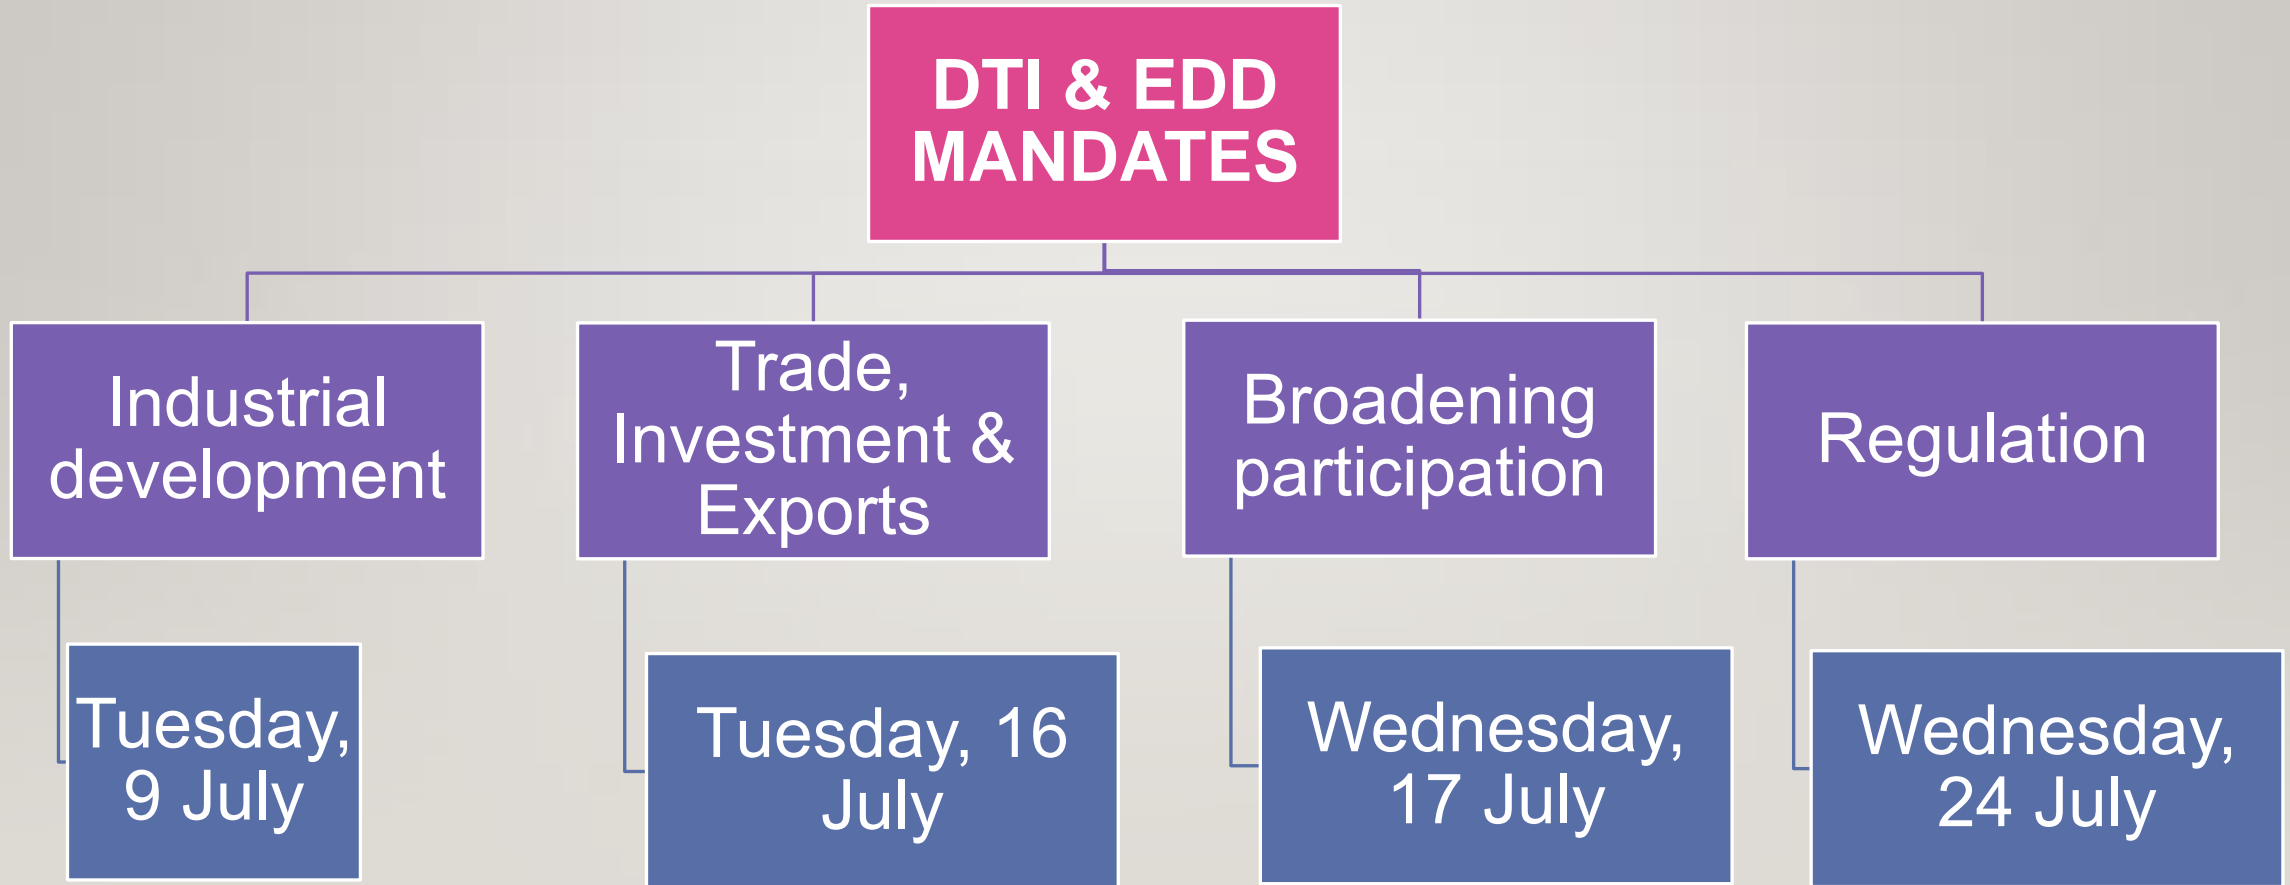 DTI & EDD
MANDATES
Industrial
development
Trade,
Investment &
Exports
Broadening
participation
Regulation
Tuesday,
9 July
Tuesday, 16
July
Wednesday,
17 July
Wednesday,
24 July